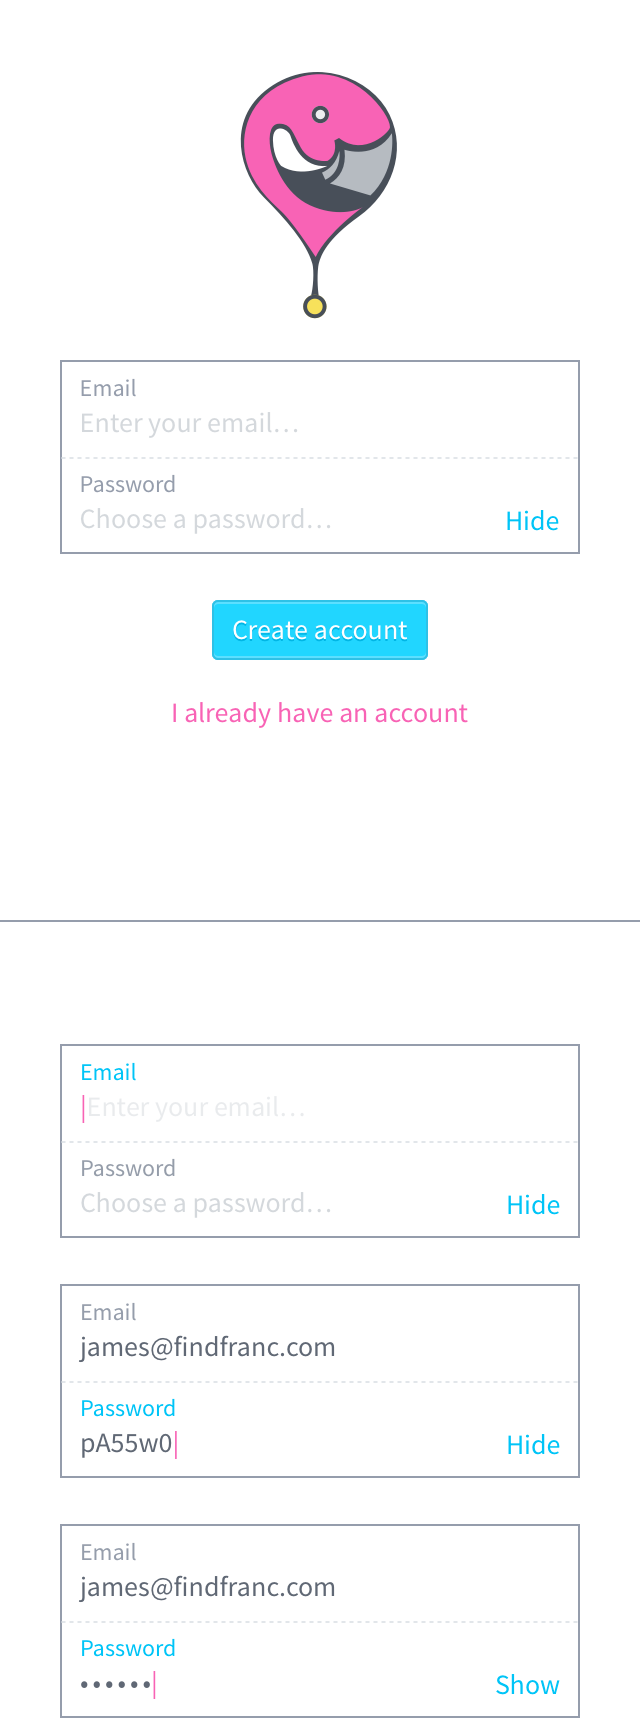 Email
Enter your email...
Password
Choose a password...
Hide
Create account
I already have an account
Email
Enter your email...
Password
Choose a password...
Hide
Email
james@findfranc.com
Password
pA55w0
Hide
Email
james@findfranc.com
Password
••••••
Show